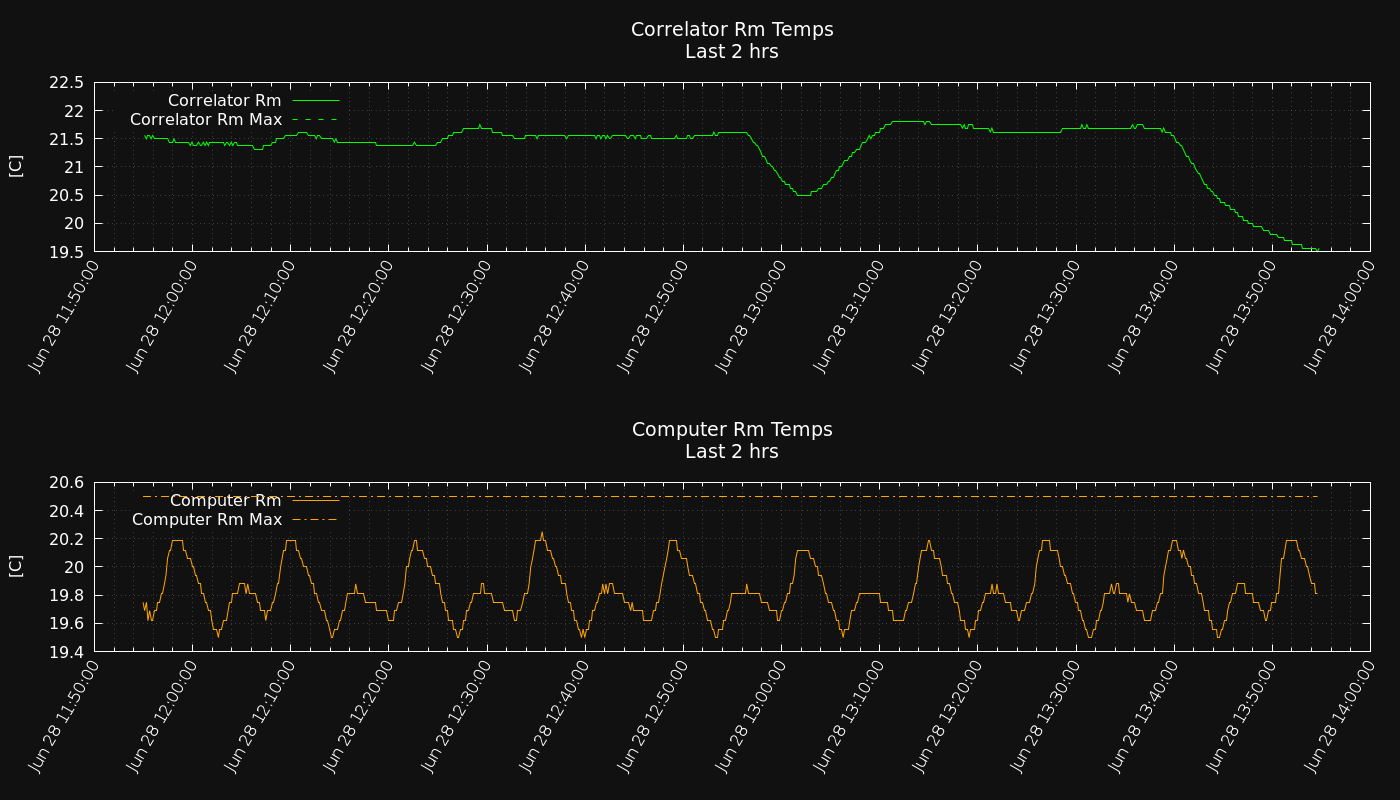 Correlator Rm Temps
Last 2 hrs
22.5
22
21.5
21
20.5
20
19.5
[C]
Correlator Rm
Correlator Rm Max
Jun 28 11:50:00
Jun 28 12:00:00
Jun 28 12:10:00
Jun 28 12:20:00
Jun 28 12:30:00
Jun 28 12:40:00
Jun 28 12:50:00
Jun 28 13:00:00
Jun 28 13:10:00
Jun 28 13:20:00
Jun 28 13:30:00
Jun 28 13:40:00
Jun 28 13:50:00
Jun 28 14:00:00
Computer Rm Temps
Last 2 hrs
20.6
20.4
20.2
20
19.8
19.6
19.4
[C]
Computer Rm
Computer Rm Max
Jun 28 11:50:00
Jun 28 12:00:00
Jun 28 12:10:00
Jun 28 12:20:00
Jun 28 12:30:00
Jun 28 12:40:00
Jun 28 12:50:00
Jun 28 13:00:00
Jun 28 13:10:00
Jun 28 13:20:00
Jun 28 13:30:00
Jun 28 13:40:00
Jun 28 13:50:00
Jun 28 14:00:00